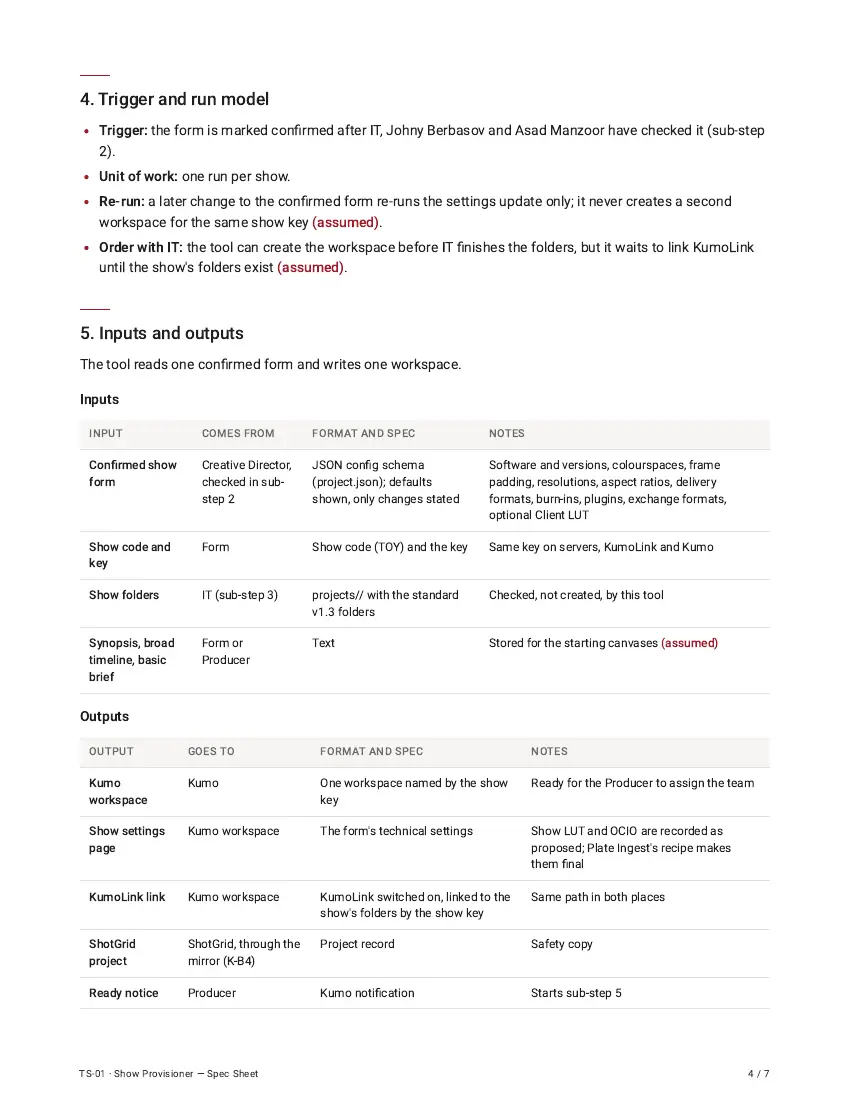 4. Trigger and run model
• Trigger: the form is marked confirmed after IT, Johny Berbasov and Asad Manzoor have checked it (sub-step
2).
• Unit of work: one run per show.
• Re-run: a later change to the confirmed form re-runs the settings update only; it never creates a second
workspace for the same show key (assumed).
• Order with IT: the tool can create the workspace before IT finishes the folders, but it waits to link KumoLink
until the show's folders exist (assumed).
5. Inputs and outputs
The tool reads one confirmed form and writes one workspace.
Inputs
INPUT COMES FROM FORMAT AND SPEC NOTES
Confirmed show Creative Director, JSON config schema Software and versions, colourspaces, frame
form checked in sub- (project.json); defaults padding, resolutions, aspect ratios, delivery
step 2 shown, only changes stated formats, burn-ins, plugins, exchange formats,
optional Client LUT
Show code and Form Show code (TOY) and the key Same key on servers, KumoLink and Kumo
key
Show folders IT (sub-step 3) projects// with the standard Checked, not created, by this tool
v1.3 folders
Synopsis, broad Form or Text Stored for the starting canvases (assumed)
timeline, basic Producer
brief
Outputs
OUTPUT GOES TO FORMAT AND SPEC NOTES
Kumo Kumo One workspace named by the show Ready for the Producer to assign the team
workspace key
Show settings Kumo workspace The form's technical settings Show LUT and OCIO are recorded as
page proposed; Plate Ingest's recipe makes
them final
KumoLink link Kumo workspace KumoLink switched on, linked to the Same path in both places
show's folders by the show key
ShotGrid ShotGrid, through the Project record Safety copy
project mirror (K-B4)
Ready notice Producer Kumo notification Starts sub-step 5
TS-01 · Show Provisioner — Spec Sheet 4 / 7